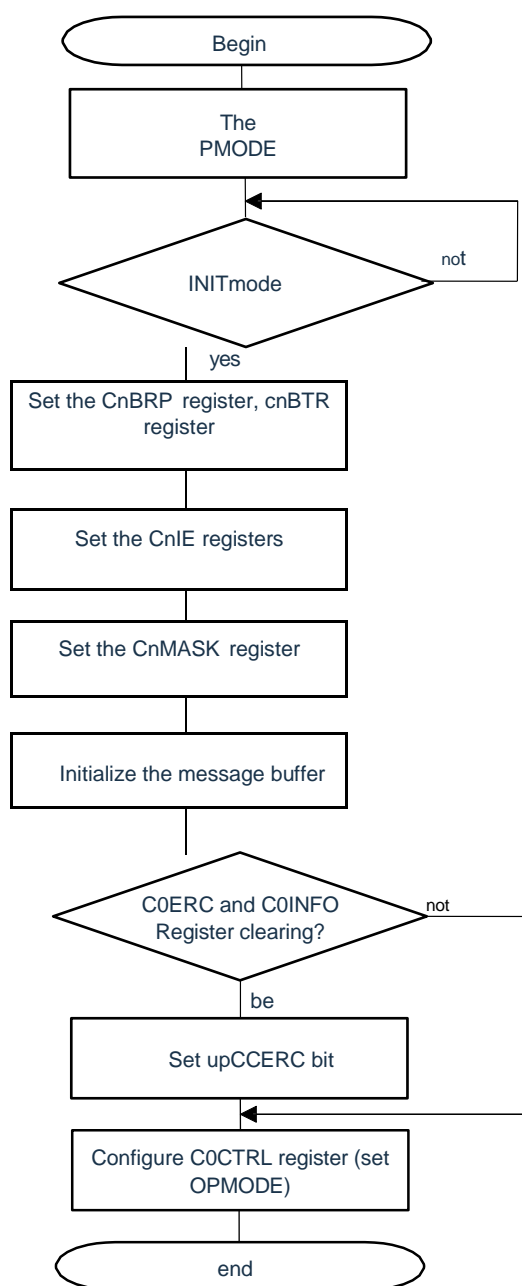 Begin
The
PMODE
INITmode
not
yes
Set the CnBRP register, cnBTR
register
Set the CnIE registers
Set the CnMASK register
Initialize the message buffer
C0ERC and C0INFO
Register clearing?
not
be
Set upCCERC bit
Configure C0CTRL register (set
OPMODE)
end